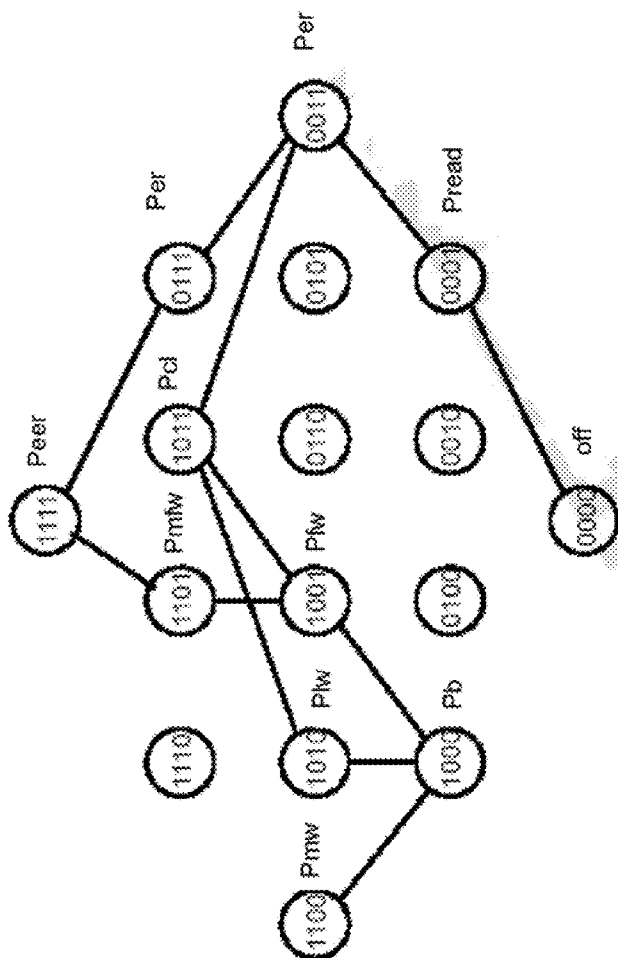 1111 Peer
1110
1101 Pmfw
1011 Pcl
0111 Per
1100 Pmw
1010 Plw
1001 Pfw
0110
0101
0011 Per
1000 Pb
0100
0010
0001 Pread
0000 off